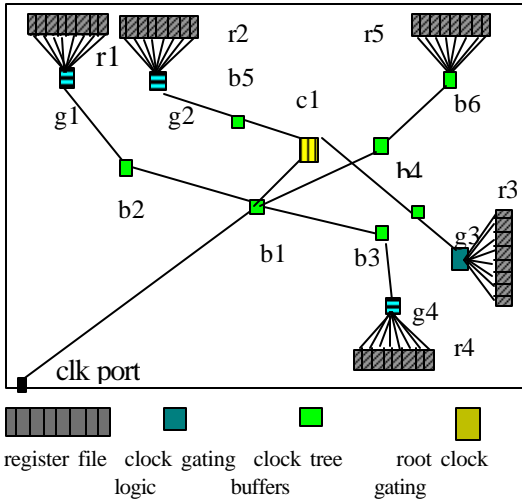 r1
r2
r5
b5
c1
b6
g1
g2
b4
r3
b2
g3
b1
b3
g4
r4
clk port
register file clock gating clock tree root clock
logic buffers gating